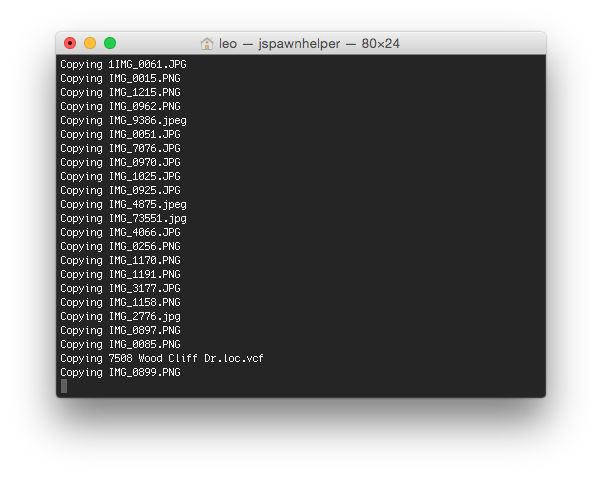 leo — jspawnhelper — 80×24
Copying 1IMG_0061.JPG
Copying IMG_0015.PNG
Copying IMG_1215.PNG
Copying IMG_0962.PNG
Copying IMG_9386.jpeg
Copying IMG_0051.JPG
Copying IMG_7076.JPG
Copying IMG_0970.JPG
Copying IMG_1025.JPG
Copying IMG_0925.JPG
Copying IMG_4875.jpeg
Copying IMG_73551.jpg
Copying IMG_4066.JPG
Copying IMG_0256.PNG
Copying IMG_1170.PNG
Copying IMG_1191.PNG
Copying IMG_3177.JPG
Copying IMG_1158.PNG
Copying IMG_2776.jpg
Copying IMG_0897.PNG
Copying IMG_0085.PNG
Copying 7508 Wood Cliff Dr.loc.vcf
Copying IMG_0899.PNG